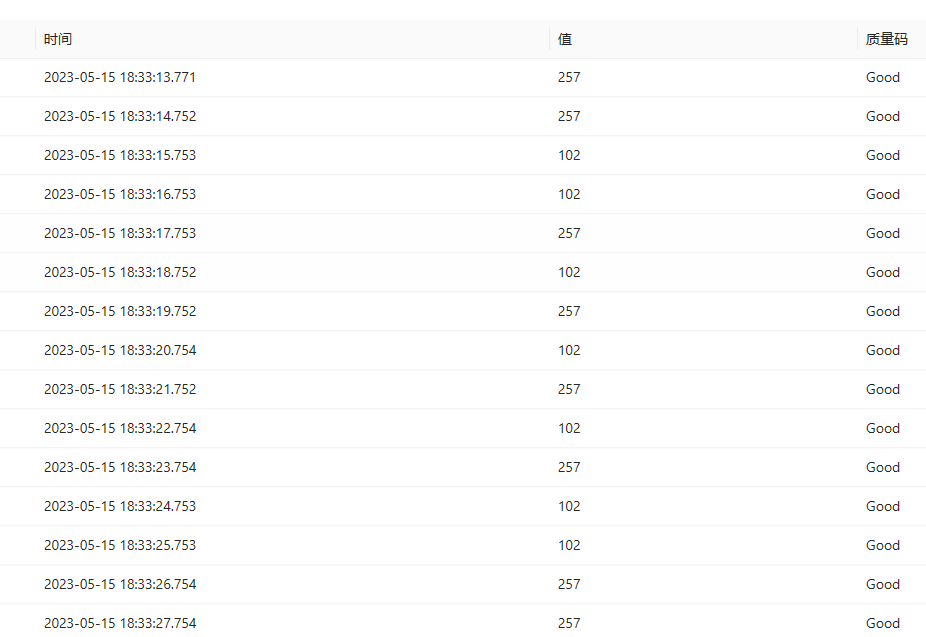 时间 值 质量码
2023-05-15 18:33:13.771 257 Good
2023-05-15 18:33:14.752 257 Good
2023-05-15 18:33:15.753 102 Good
2023-05-15 18:33:16.753 102 Good
2023-05-15 18:33:17.753 257 Good
2023-05-15 18:33:18.752 102 Good
2023-05-15 18:33:19.752 257 Good
2023-05-15 18:33:20.754 102 Good
2023-05-15 18:33:21.752 257 Good
2023-05-15 18:33:22.754 102 Good
2023-05-15 18:33:23.754 257 Good
2023-05-15 18:33:24.753 102 Good
2023-05-15 18:33:25.753 102 Good
2023-05-15 18:33:26.754 257 Good
2023-05-15 18:33:27.754 257 Good